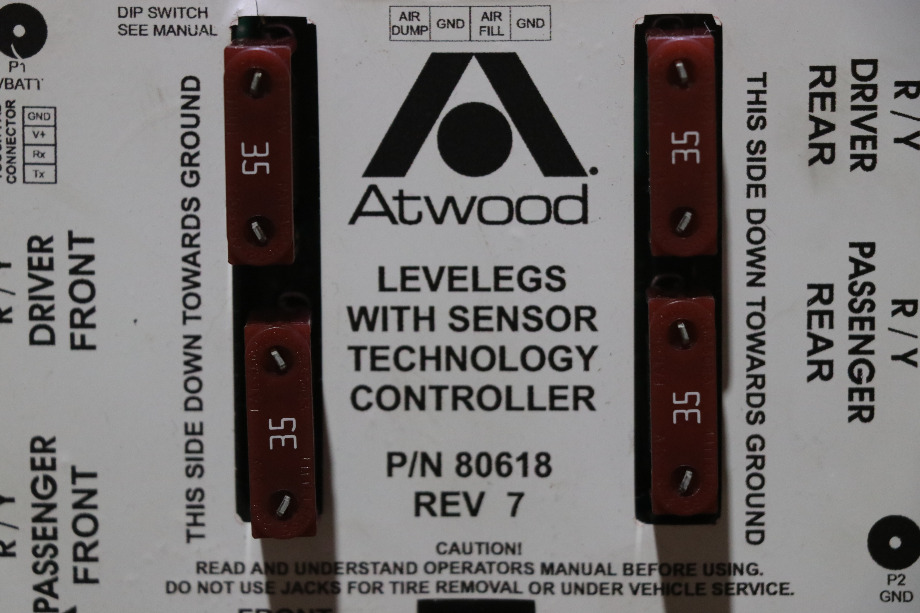 DIP SWITCH
SEE MANUAL
AIR DUMP
GND
AIR FILL
GND
P1
/BATT
CONNECTOR
GND
V+
Rx
Tx
35
35
35
35
THIS SIDE DOWN TOWARDS GROUND
THIS SIDE DOWN TOWARDS GROUND
Atwood
LEVELEGS
WITH SENSOR
TECHNOLOGY
CONTROLLER
P/N 80618
REV 7
R / Y
DRIVER
FRONT
R / Y
PASSENGER
FRONT
R / Y
DRIVER
REAR
R / Y
PASSENGER
REAR
CAUTION!
READ AND UNDERSTAND OPERATORS MANUAL BEFORE USING.
DO NOT USE JACKS FOR TIRE REMOVAL OR UNDER VEHICLE SERVICE.
FRONT
P2
GND